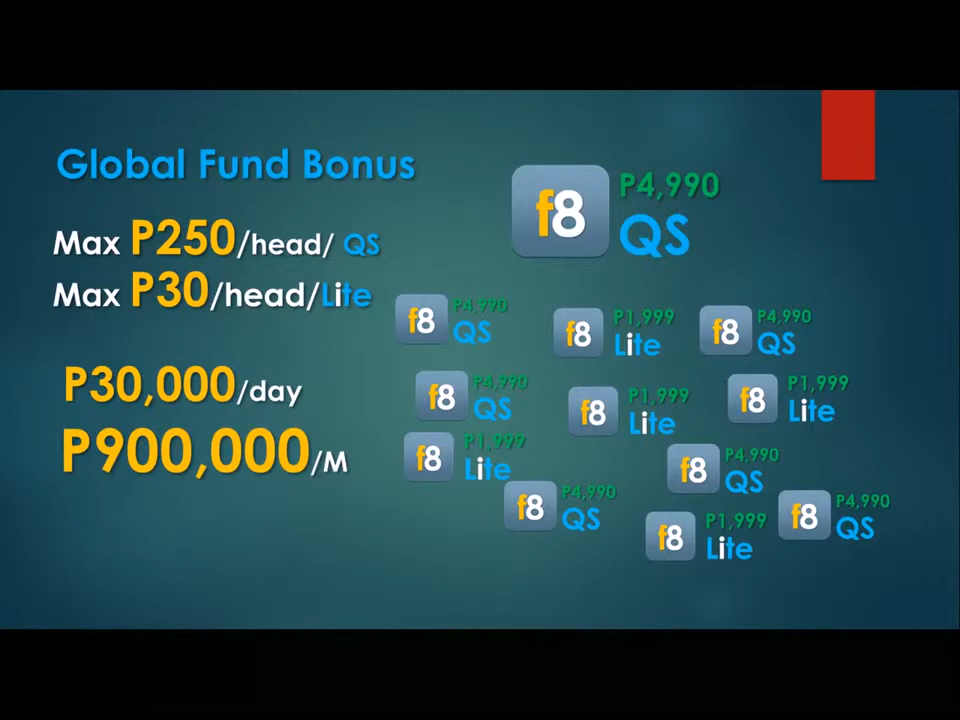 Global Fund Bonus
Max P250/head/ QS
Max P30/head/Lite
P30,000/day
P900,000/M
f8 P4,990
QS
f8 P4,990
QS
f8 P1,999
Lite
f8 P4,990
QS
f8 P4,990
QS
f8 P1,999
Lite
f8 P1,999
Lite
f8 P1,999
Lite
f8 P4,990
QS
f8 P4,990
QS
f8 P1,999
Lite
f8 P4,990
QS